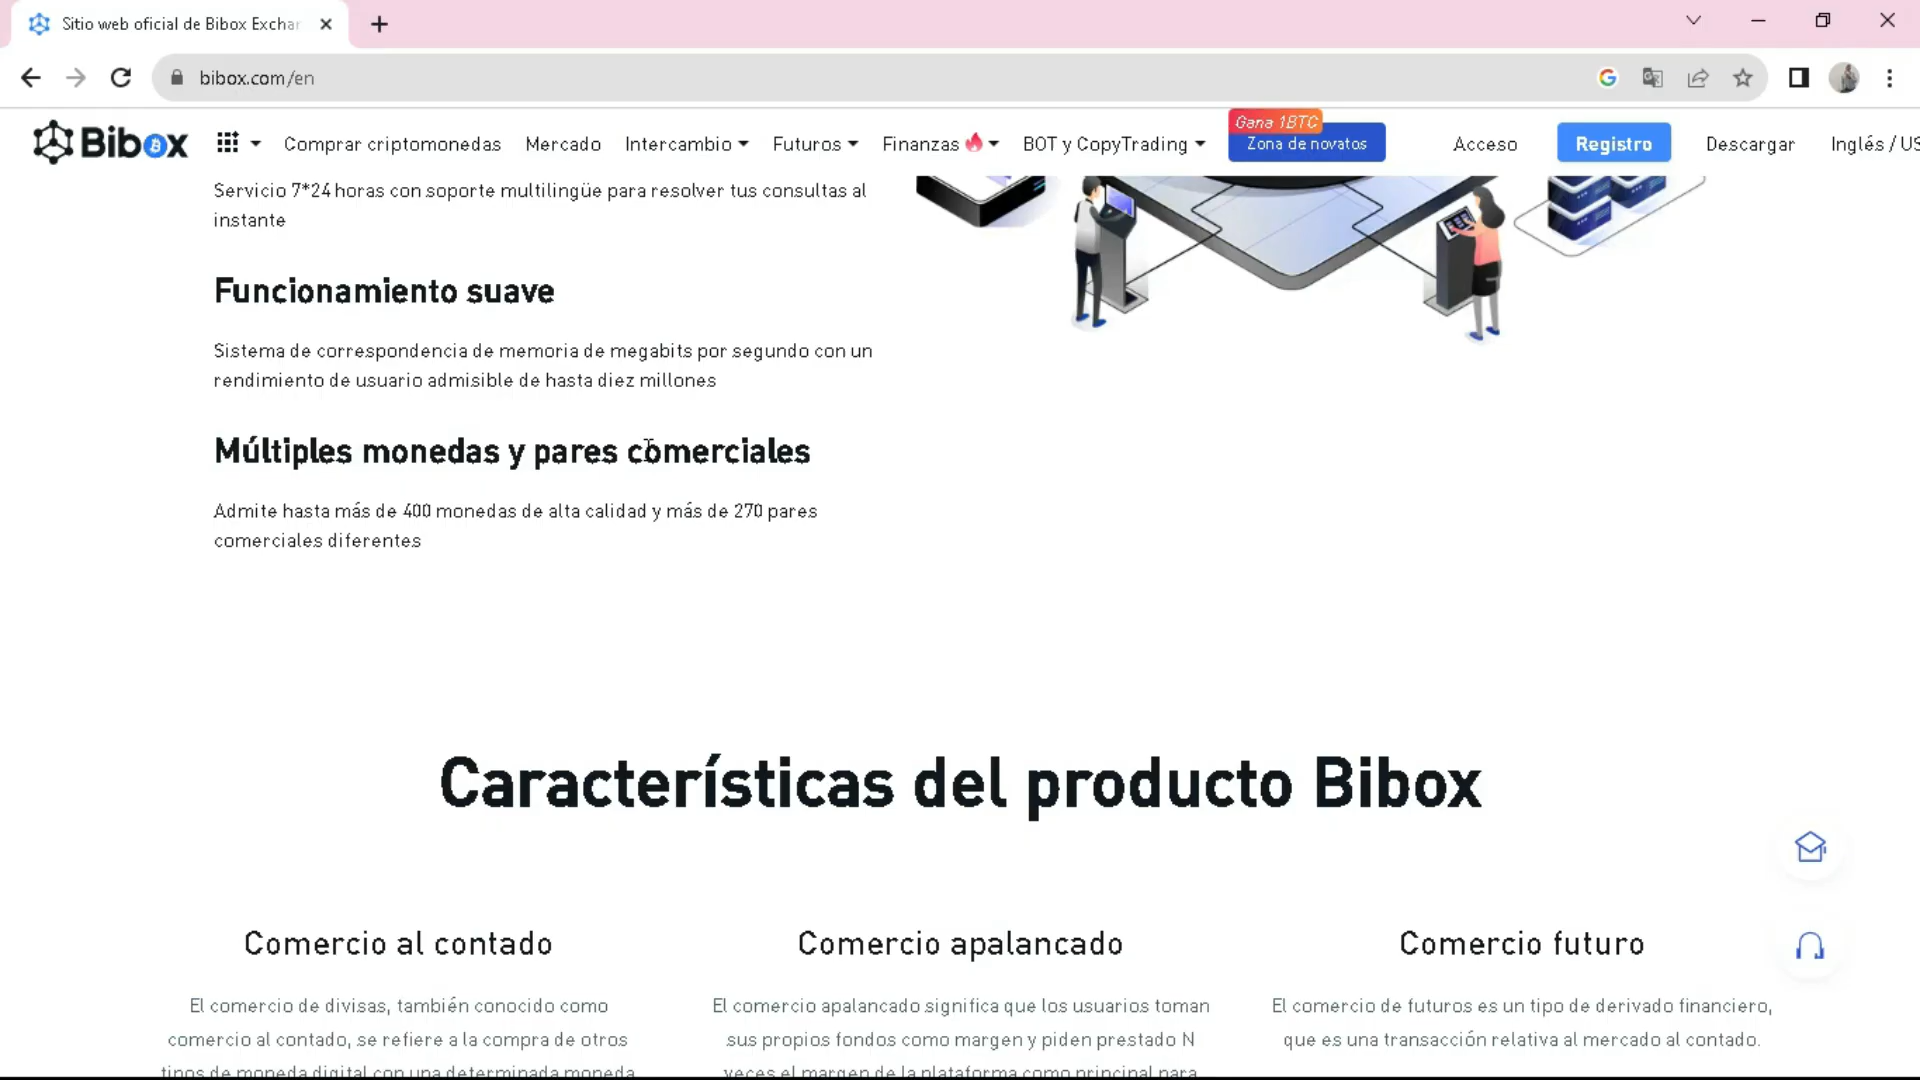 Sitio web oficial de Bibox Exchar
bibox.com/en
Bibox
Comprar criptomonedas
Mercado
Intercambio
Futuros
Finanzas
BOT y CopyTrading
Gana 1BTC
Zona de novatos
Acceso
Registro
Descargar
Inglés / US
Servicio 7*24 horas con soporte multilingüe para resolver tus consultas al
instante
Funcionamiento suave
Sistema de correspondencia de memoria de megabits por segundo con un
rendimiento de usuario admisible de hasta diez millones
Múltiples monedas y pares comerciales
Admite hasta más de 400 monedas de alta calidad y más de 270 pares
comerciales diferentes
Características del producto Bibox
Comercio al contado
El comercio de divisas, también conocido como
comercio al contado, se refiere a la compra de otros
tipos de moneda digital con una determinada moneda
Comercio apalancado
El comercio apalancado significa que los usuarios toman
sus propios fondos como margen y piden prestado N
veces el margen de la plataforma como principal para
Comercio futuro
El comercio de futuros es un tipo de derivado financiero,
que es una transacción relativa al mercado al contado.